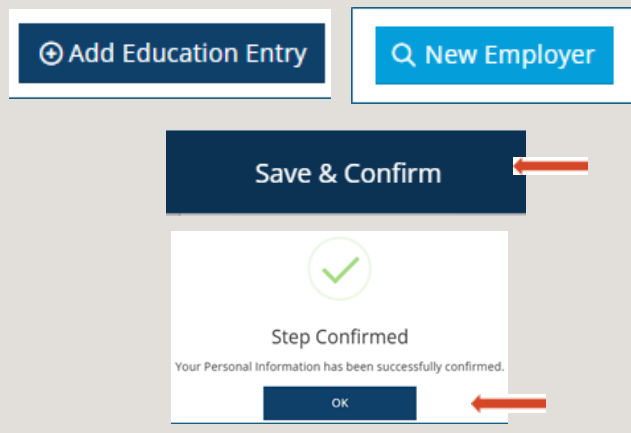 Add Education Entry
New Employer
Save & Confirm
Step Confirmed
Your Personal Information has been successfully confirmed.
OK